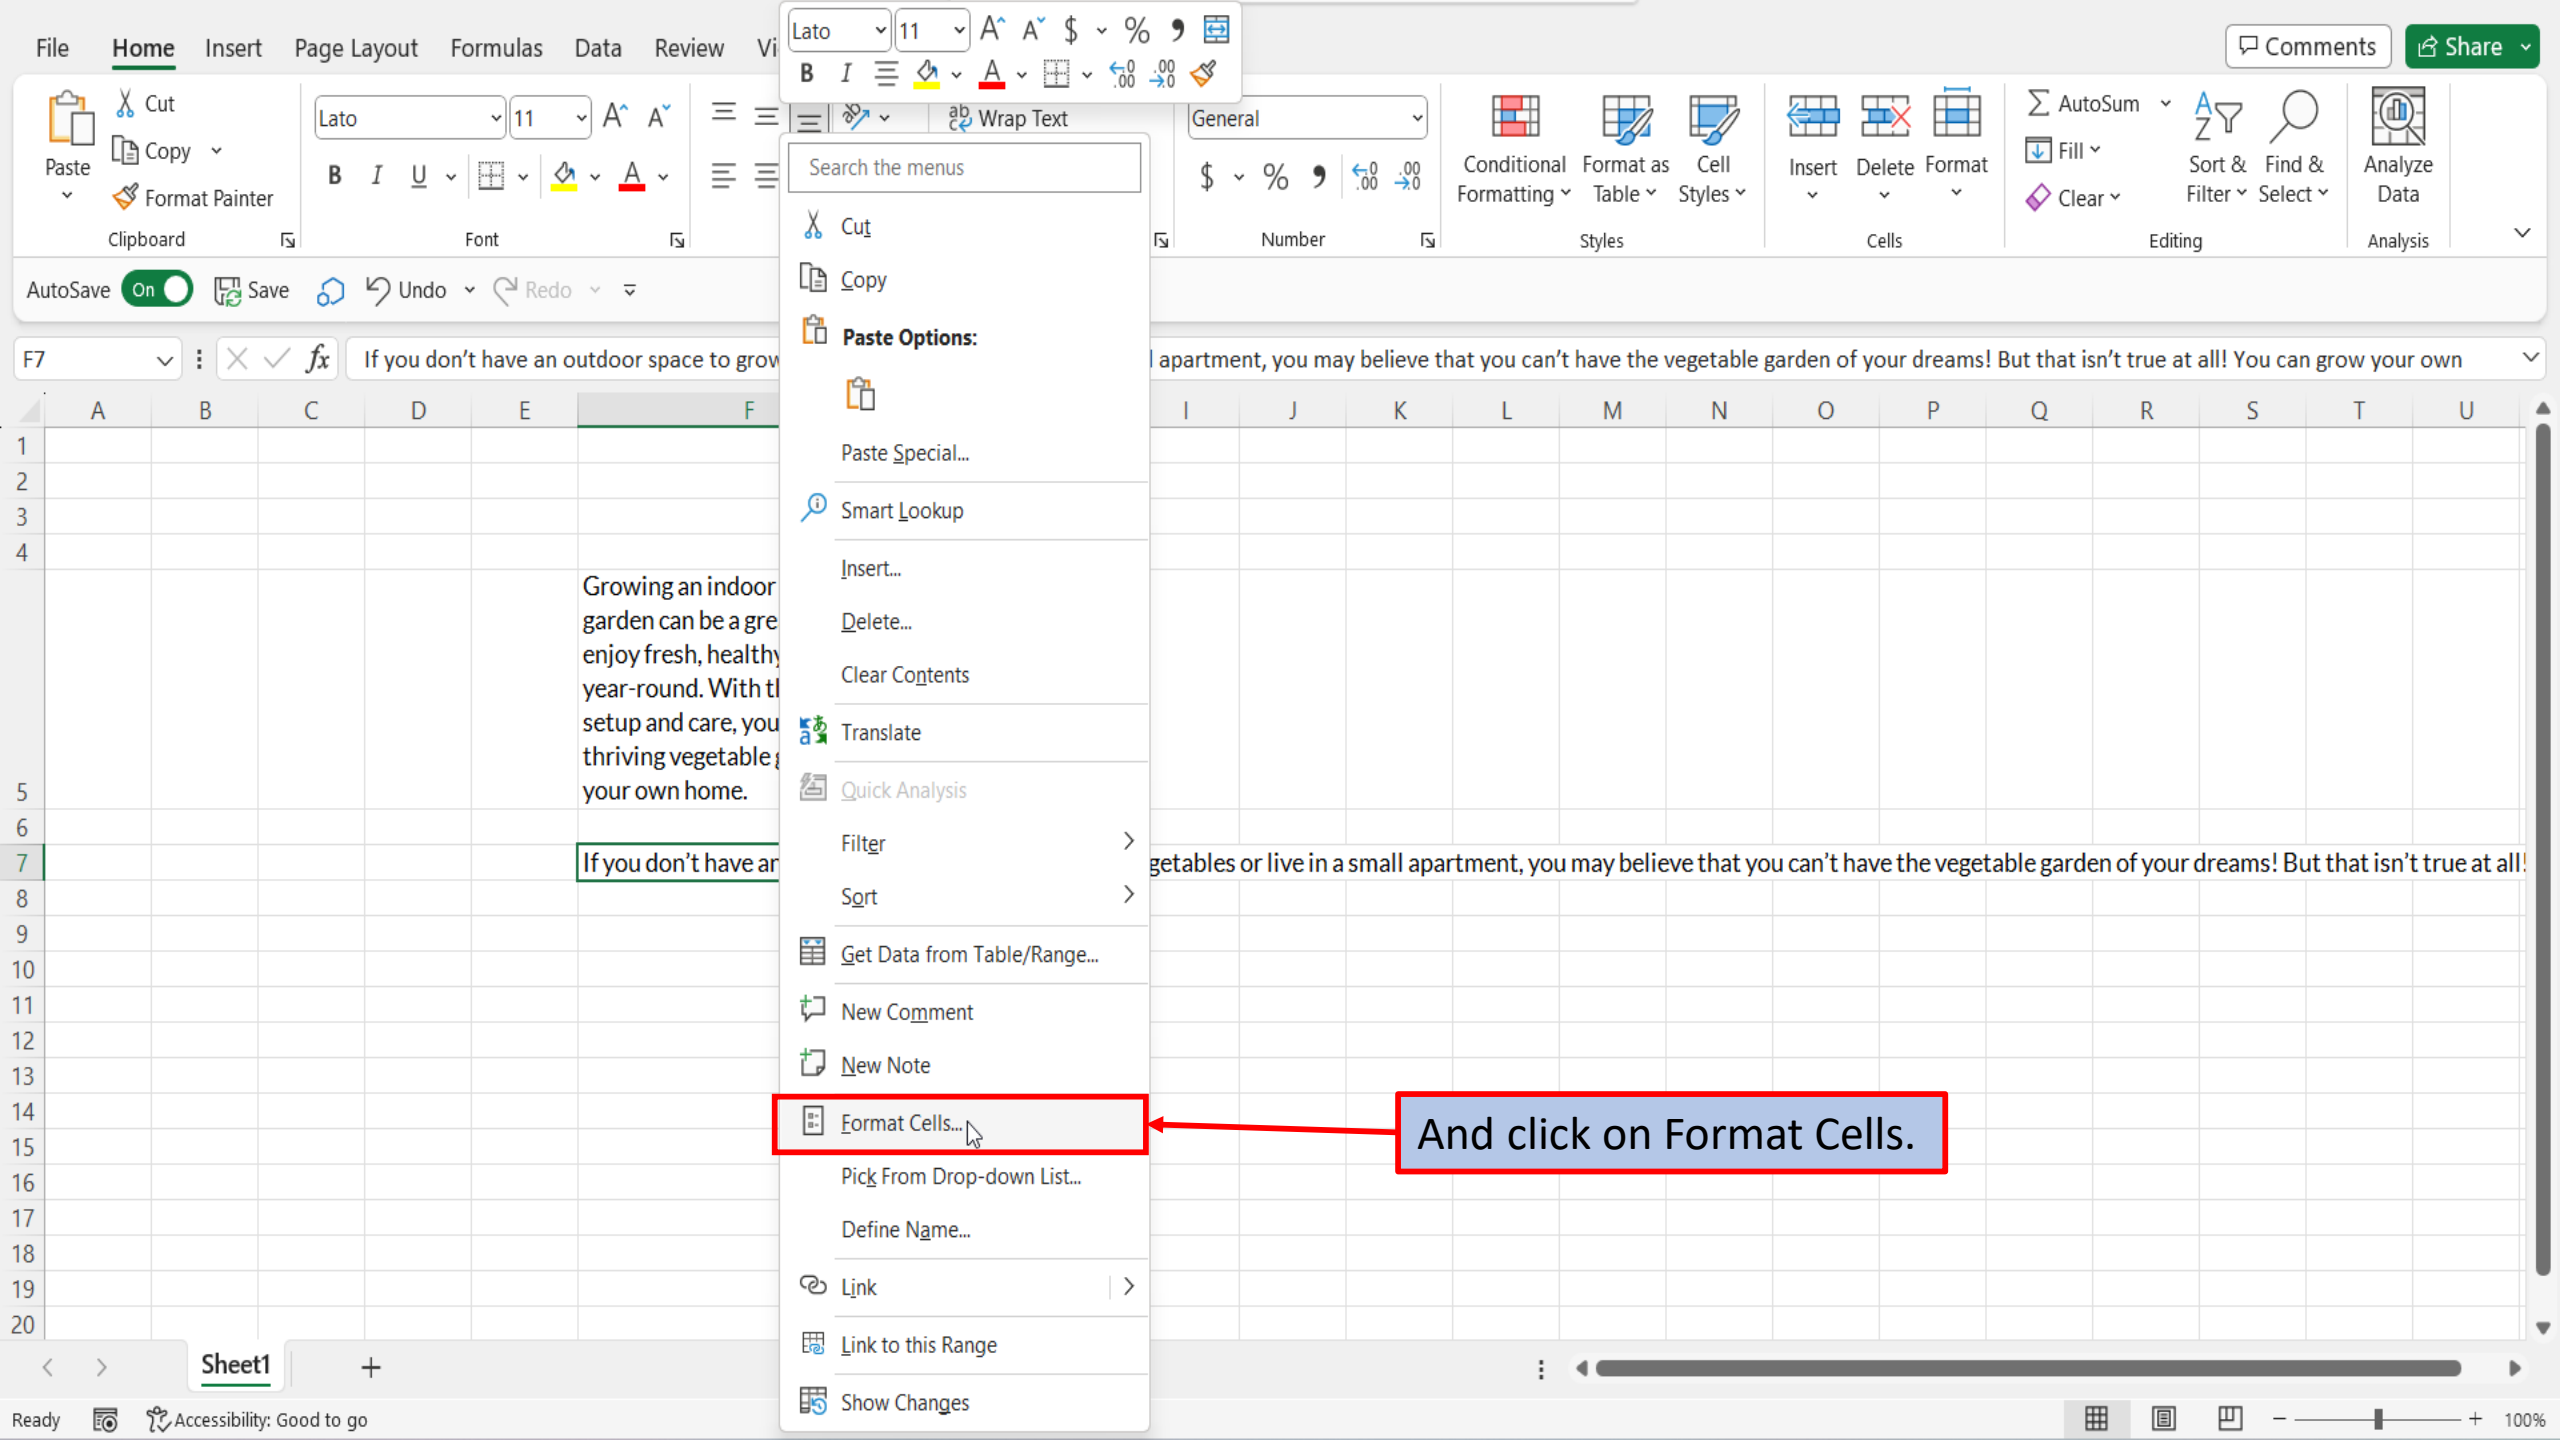 Lato 11 $ % ,
B I A
File Home Insert Page Layout Formulas Data Review Vi Comments Share
Cut
Copy
Format Painter
Paste
Clipboard
Lato 11
B I U A
Font
ab Wrap Text
General
$ % ,
Number
Conditional Formatting
Format as Table
Cell Styles
Styles
Insert Delete Format
Cells
AutoSum
Fill
Clear
Sort & Filter
Find & Select
Editing
Analyze Data
Analysis
AutoSave On Save Undo Redo
F7 fx If you don’t have an outdoor space to grow apartment, you may believe that you can’t have the vegetable garden of your dreams! But that isn’t true at all! You can grow your own
A B C D E F I J K L M N O P Q R S T U
1
2
3
4
5
6
7
8
9
10
11
12
13
14
15
16
17
18
19
20
Growing an indoor
garden can be a gre
enjoy fresh, healthy
year-round. With t
setup and care, you
thriving vegetable
your own home.
If you don’t have an getables or live in a small apartment, you may believe that you can’t have the vegetable garden of your dreams! But that isn’t true at all!
Search the menus
Cut
Copy
Paste Options:
Paste Special...
Smart Lookup
Insert...
Delete...
Clear Contents
Translate
Quick Analysis
Filter
Sort
Get Data from Table/Range...
New Comment
New Note
Format Cells...
Pick From Drop-down List...
Define Name...
Link
Link to this Range
Show Changes
And click on Format Cells.
Sheet1
Ready Accessibility: Good to go 100%